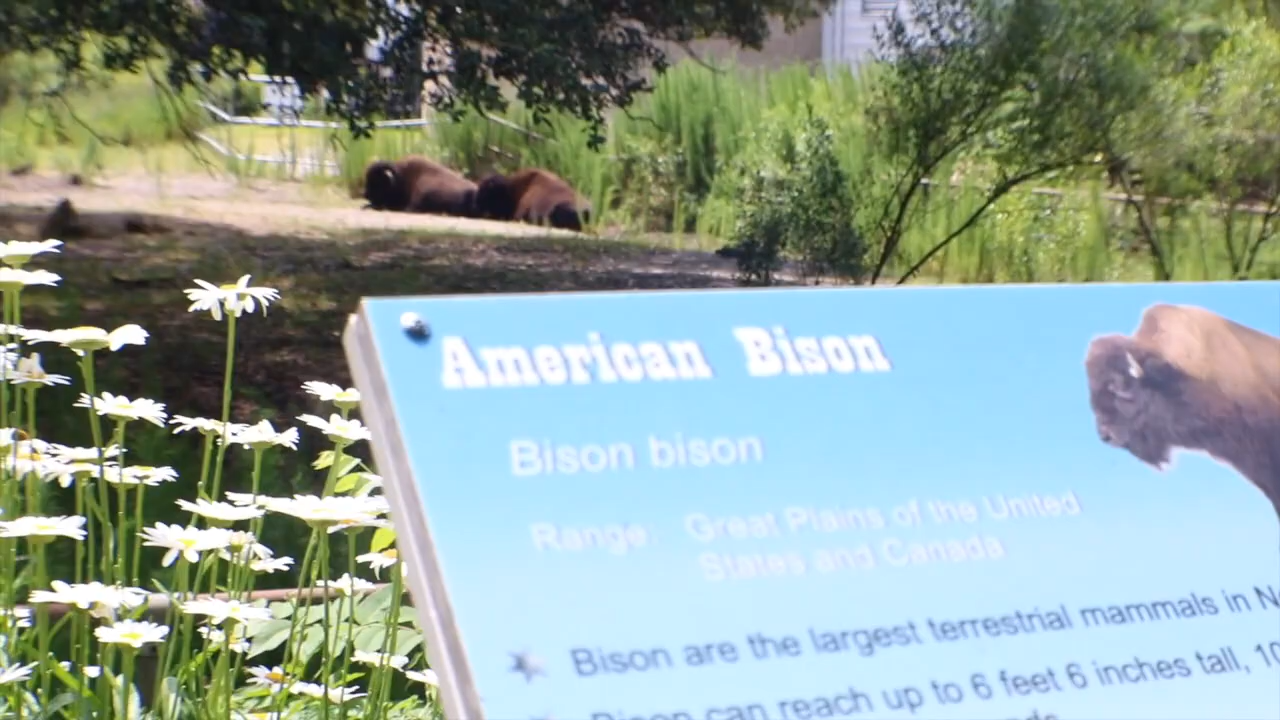 American Bison
Bison bison
Range: Great Plains of the United
States and Canada
Bison are the largest terrestrial mammals in N
Bison can reach up to 6 feet 6 inches tall, 10